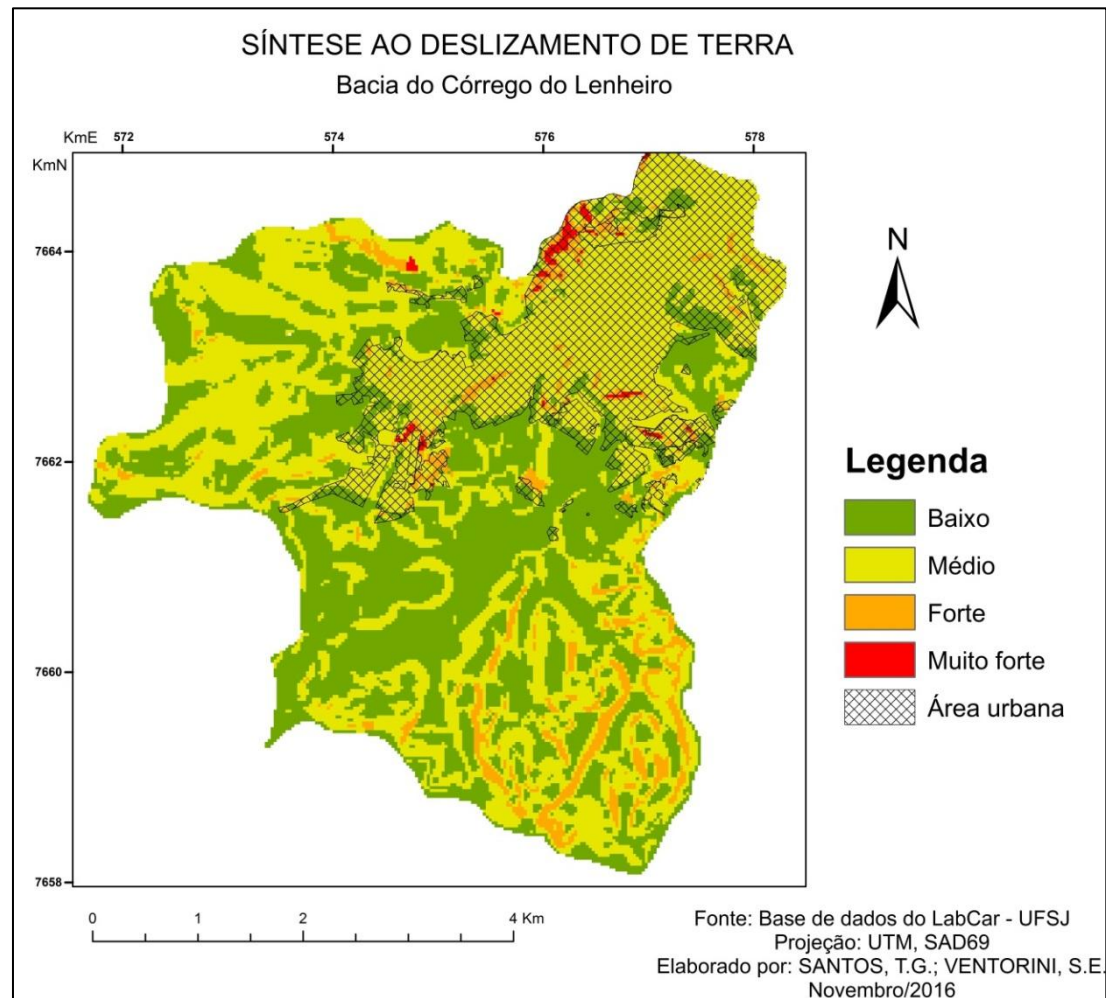 SÍNTESE AO DESLIZAMENTO DE TERRA
Bacia do Córrego do Lenheiro
KmE 572 574 576 578
KmN
7664
7662
7660
7658
N
Legenda
Baixo
Médio
Forte
Muito forte
Área urbana
0 1 2 4 Km
Fonte: Base de dados do LabCar - UFSJ
Projeção: UTM, SAD69
Elaborado por: SANTOS, T.G.; VENTORINI, S.E.
Novembro/2016